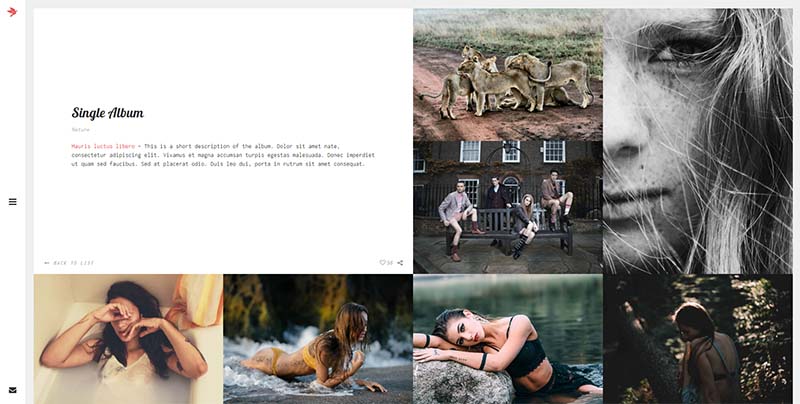 Single Album
Nature
Mauris luctus libero – This is a short description of the album. Dolor sit amet nate,
consectetur adipiscing elit. Vivamus et magna accumsan turpis egestas malesuada. Donec imperdiet
ut quam sed faucibus. Sed at placerat odio. Duis leo dui, porta in rutrum sit amet consequat.
← BACK TO LIST